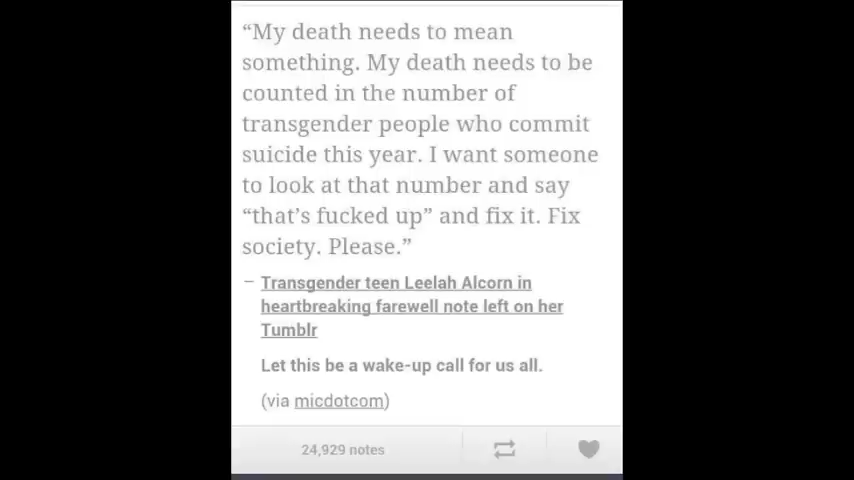 “My death needs to mean
something. My death needs to be
counted in the number of
transgender people who commit
suicide this year. I want someone
to look at that number and say
“that’s fucked up” and fix it. Fix
society. Please.”
– Transgender teen Leelah Alcorn in
heartbreaking farewell note left on her
Tumblr
Let this be a wake-up call for us all.
(via micdotcom)
24,929 notes